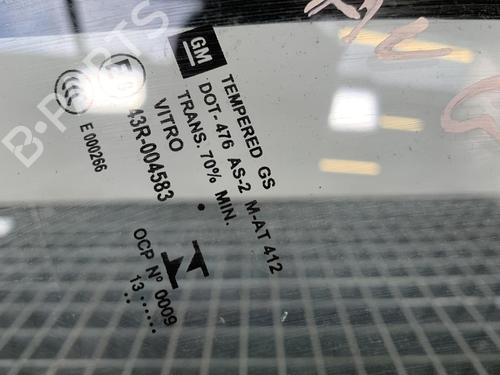 GM
TEMPERED GS
DOT-476 AS-2 M-AT 412
TRANS. 70% MIN.
VITRO
43R-004583
E 000266
OCP Nº 0009
13 ......
B-PARTS